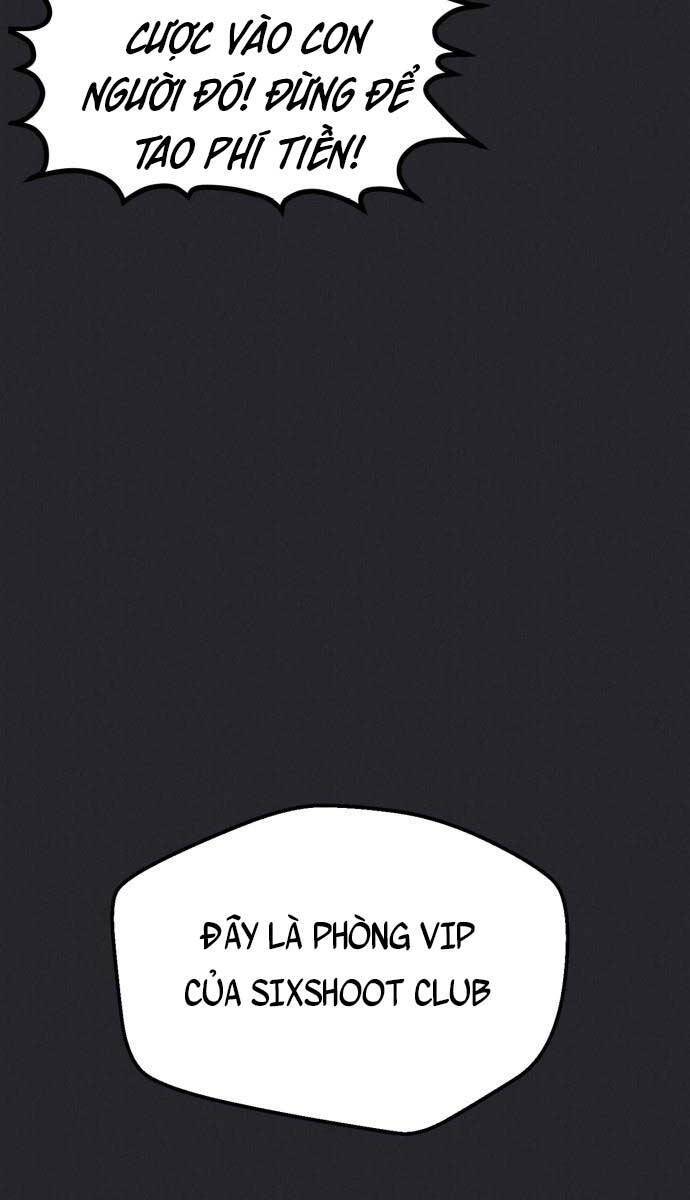 CƯỢC VÀO CON
NGƯỜI ĐÓ! ĐỪNG ĐỂ
TAO PHÍ TIỀN!
ĐÂY LÀ PHÒNG VIP
CỦA SIXSHOOT CLUB